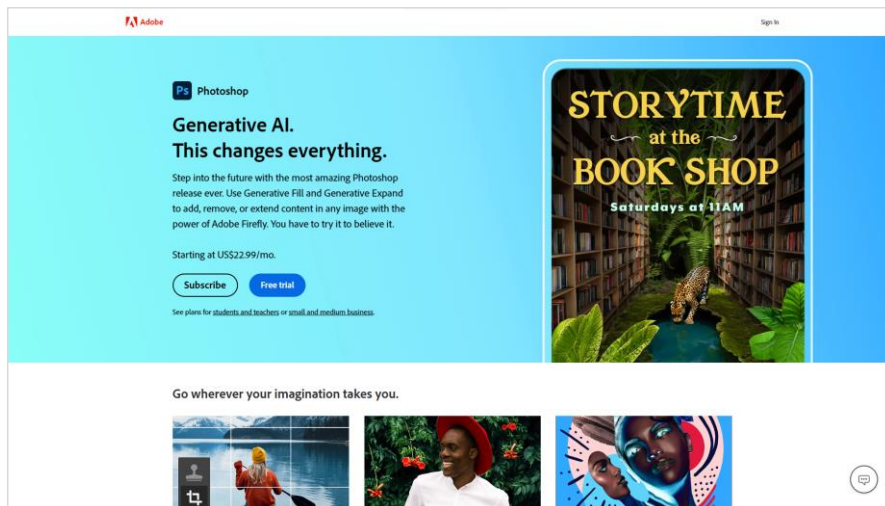 Adobe
Sign In
Ps Photoshop
Generative AI.
This changes everything.
Step into the future with the most amazing Photoshop
release ever. Use Generative Fill and Generative Expand
to add, remove, or extend content in any image with the
power of Adobe Firefly. You have to try it to believe it.
Starting at US$22.99/mo.
Subscribe
Free trial
See plans for students and teachers or small and medium business.
STORYTIME
at the
BOOK SHOP
Saturdays at 11AM
Go wherever your imagination takes you.